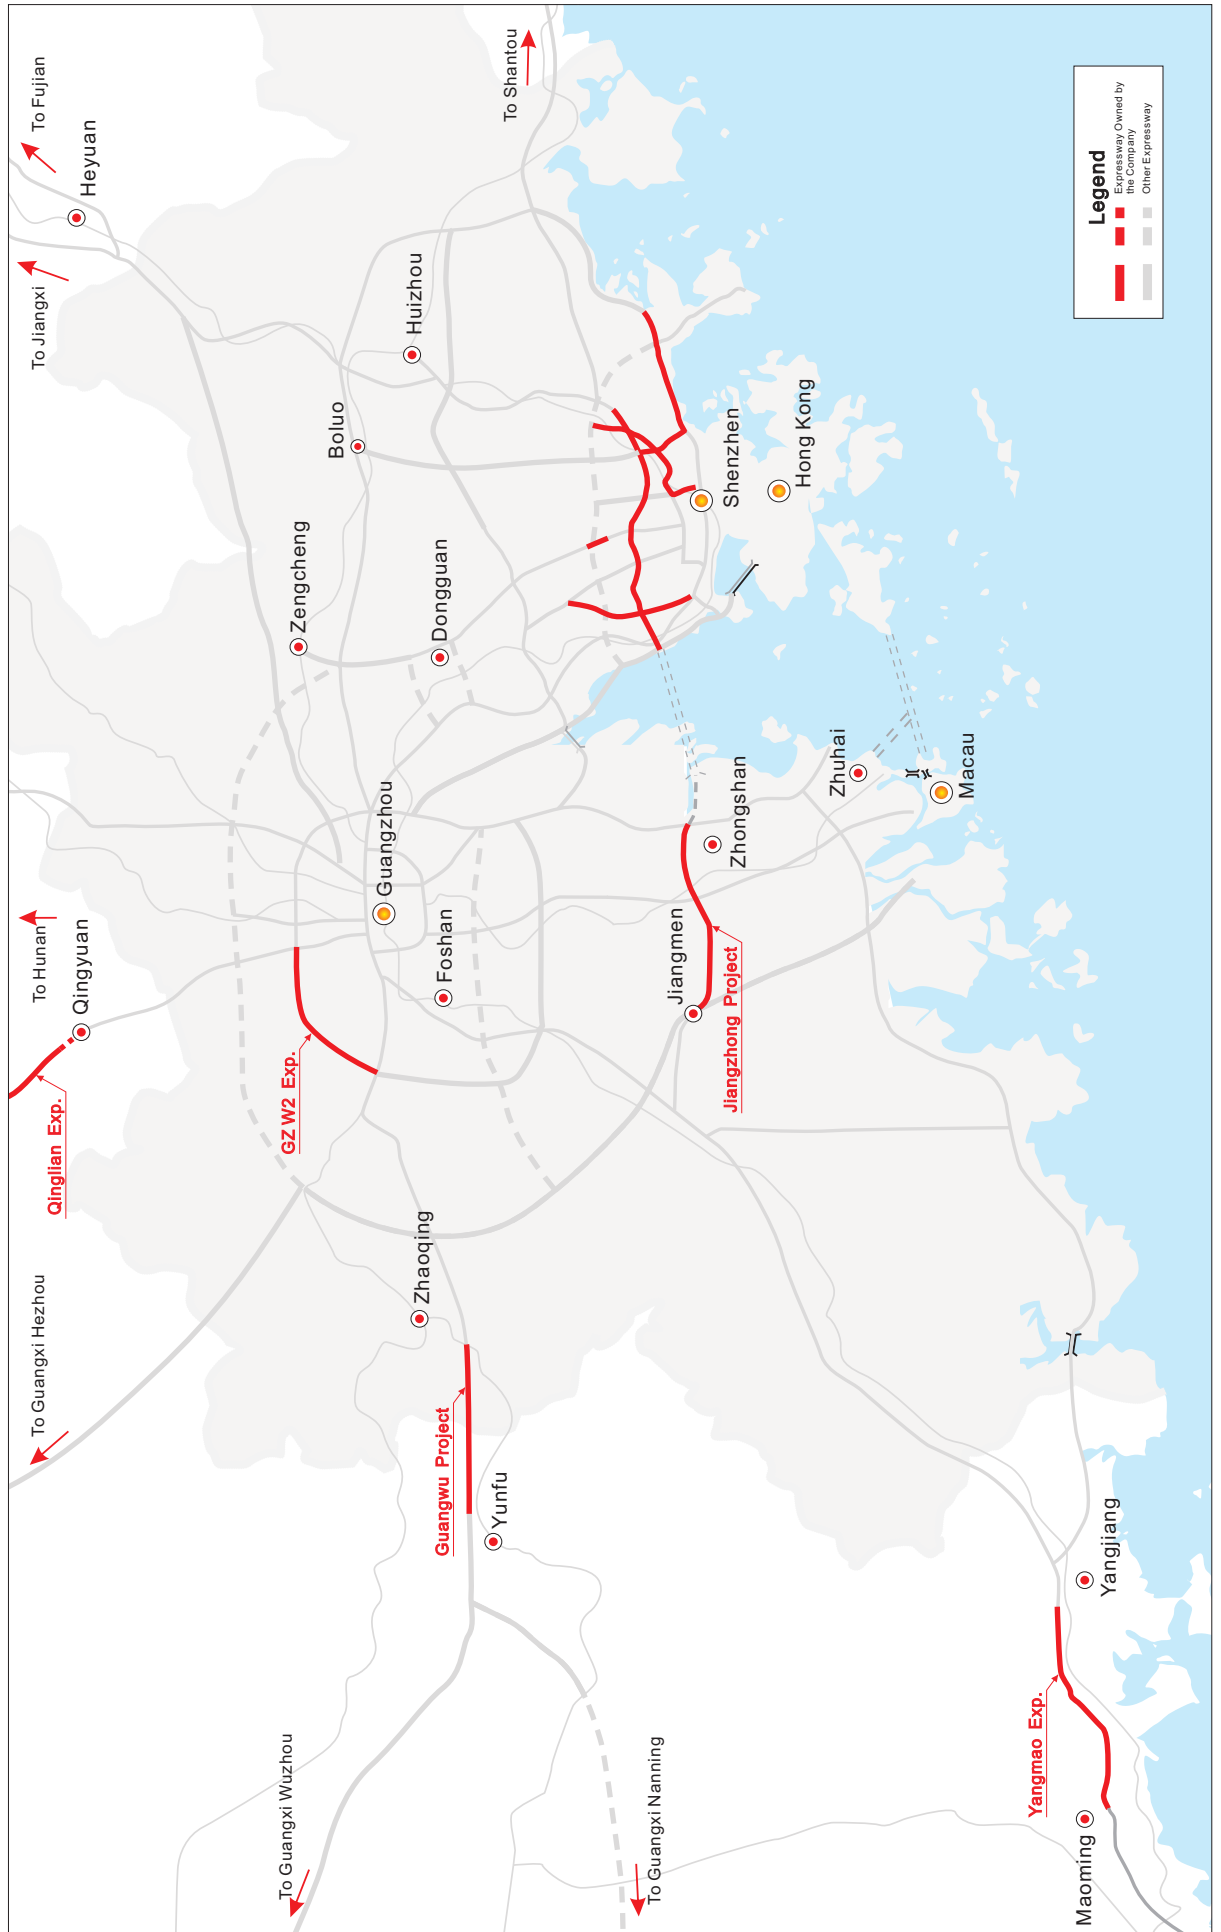 To Guangxi Hezhou
Qinglian Exp.
Qingyuan
To Hunan
To Jiangxi
To Fujian
Heyuan
To Guangxi Wuzhou
GZ W2 Exp.
Zengcheng
Boluo
Guangzhou
Zhaoqing
Guangwu Project
Yunfu
Foshan
Dongguan
Huizhou
To Shantou
To Guangxi Nanning
Jiangmen
Jiangzhong Project
Zhongshan
Shenzhen
Hong Kong
Zhuhai
Macau
Maoming
Yangmao Exp.
Yangjiang
Legend
Expressway Owned by
the Company
Other Expressway